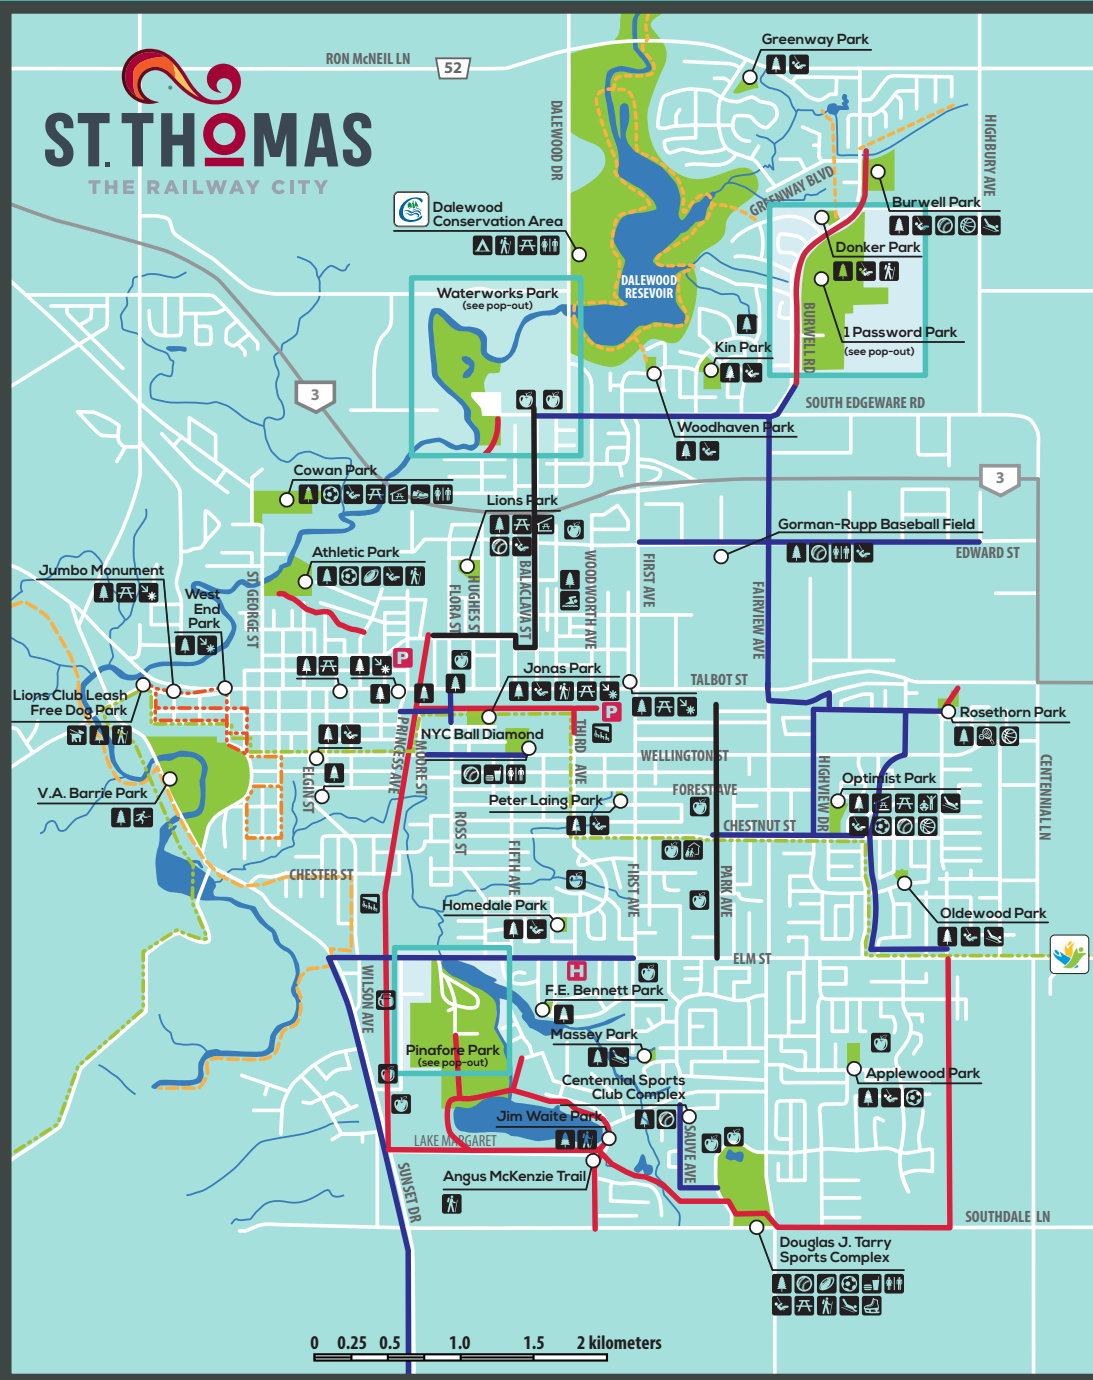 RON McNEIL LN
52
ST. THOMAS
THE RAILWAY CITY
DALEWOOD DR
Greenway Park
HIGHBURY AVE
GREENWAY BLVD
Burwell Park
Dalewood
Conservation Area
Donker Park
DALEWOOD
RESEVOIR
Waterworks Park
(see pop-out)
1 Password Park
(see pop-out)
BURWELL RD
Kin Park
3
SOUTH EDGEWARE RD
Woodhaven Park
Cowan Park
3
Lions Park
Gorman-Rupp Baseball Field
EDWARD ST
Athletic Park
Jumbo Monument
West
End
Park
ST.GEORGE ST
FLORA ST
HUGHES ST
BALACLAVA ST
WOODWORTH AVE
FIRST AVE
FAIRVIEW AVE
P
Jonas Park
TALBOT ST
Lions Club Leash
Free Dog Park
P
Rosethorn Park
NYC Ball Diamond
PRINCESS AVE
MOORE ST
THIRD AVE
WELLINGTON ST
HIGHVIEW DR
CENTENNIAL LN
ELGIN ST
V.A. Barrie Park
Optimist Park
FOREST AVE
Peter Laing Park
ROSS ST
CHESTNUT ST
FIFTH AVE
FIRST AVE
PARK AVE
CHESTER ST
Homedale Park
Oldewood Park
ELM ST
WILSON AVE
H
F.E. Bennett Park
Pinafore Park
(see pop-out)
Massey Park
Centennial Sports
Club Complex
Applewood Park
Jim Waite Park
LAKE MARGARET
SAUVE AVE
Angus McKenzie Trail
SUNSET DR
SOUTHDALE LN
Douglas J. Tarry
Sports Complex
0 0.25 0.5 1.0 1.5 2 kilometers